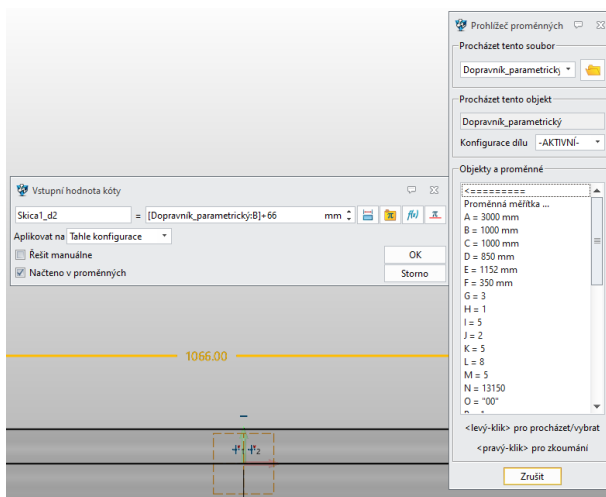 Prohlížeč proměnných
Procházet tento soubor
Dopravník_parametrick
Procházet tento objekt
Dopravník_parametrický
Konfigurace dílu -AKTIVNÍ-
Objekty a proměnné
<=========
Proměnná měřítka ...
A = 3000 mm
B = 1000 mm
C = 1000 mm
D = 850 mm
E = 1152 mm
F = 350 mm
G = 3
H = 1
I = 5
J = 2
K = 5
L = 8
M = 5
N = 13150
O = "00"
<levý-klik> pro procházet/vybrat
<pravý-klik> pro zkoumání
Zrušit
Vstupní hodnota kóty
Skica1_d2 = [Dopravník_parametrický:B]+66 mm f(x)
Aplikovat na Tahle konfigurace
Řešit manuálne
Načteno v proměnných
OK
Storno
1066.00